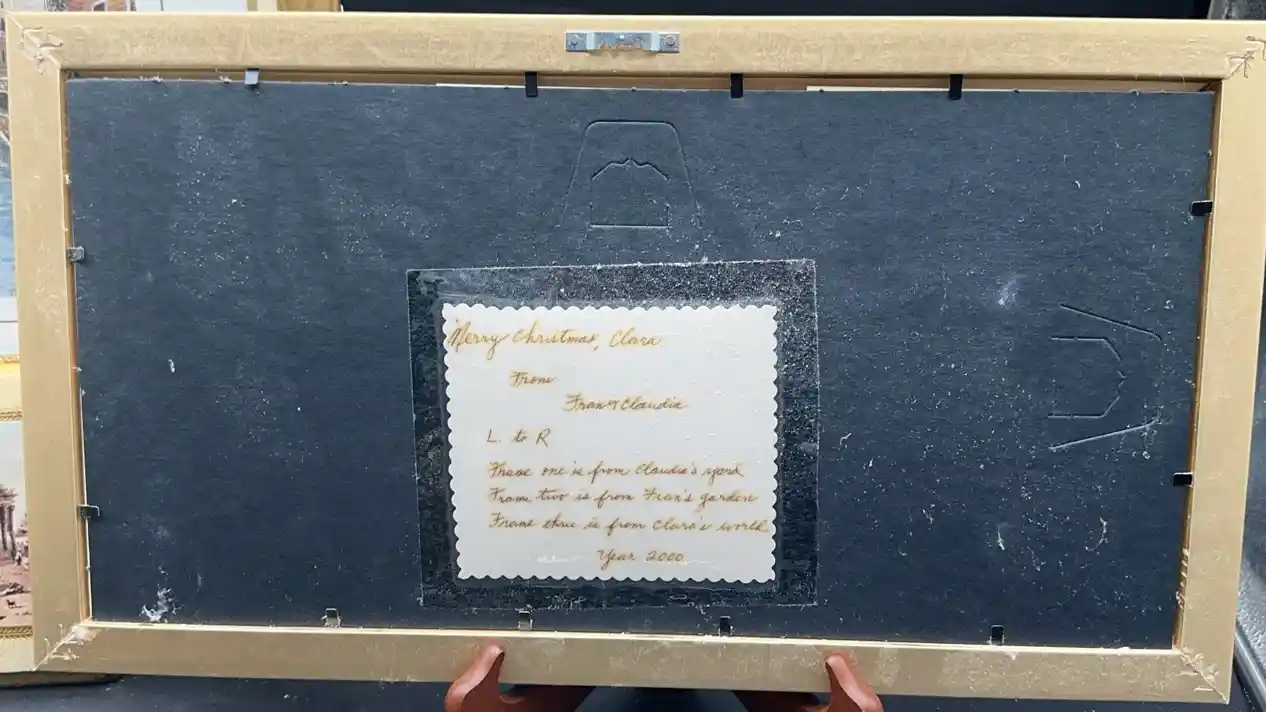 Merry Christmas, Clara
From
Fran & Claudia
L. to R
Frame one is from Claudia's yard
Frame two is from Fran's garden
Frame three is from Clara's world
Year 2000